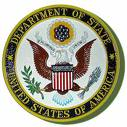 DEPARTMENT OF STATE
UNITED STATES OF AMERICA